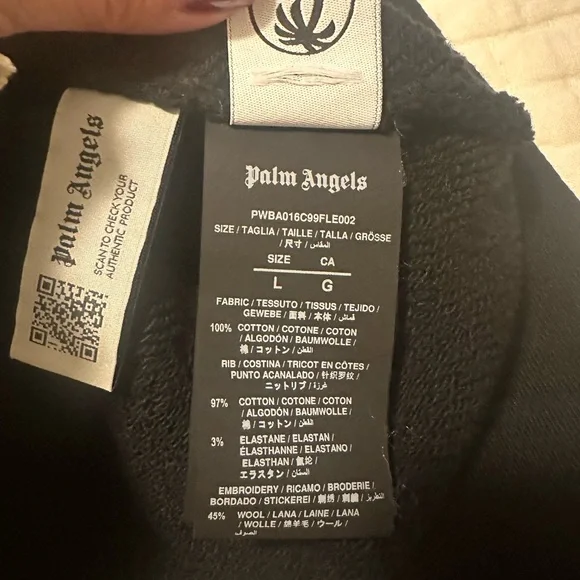 Palm Angels
SCAN TO CHECK YOUR
AUTHENTIC PRODUCT
Palm Angels
PWBA016C99FLE002
SIZE / TAGLIA / TAILLE / TALLA / GRÖSSE
/ 尺寸 / المقاس
SIZE CA
L G
FABRIC / TESSUTO / TISSUS / TEJIDO /
GEWEBE / 面料 / 本体 / قماش
100% COTTON / COTONE / COTON
/ ALGODÓN / BAUMWOLLE /
棉 / コットン / القطن
RIB / COSTINA / TRICOT EN CÔTES /
PUNTO ACANALADO / 针织罗纹 /
ニットリブ / غرزة
97% COTTON / COTONE / COTON
/ ALGODÓN / BAUMWOLLE /
棉 / コットン / القطن
3% ELASTANE / ELASTAN /
ÉLASTHANNE / ELASTANO /
ELASTHAN / 氨纶 /
エラスタン / الستان
EMBROIDERY / RICAMO / BRODERIE /
BORDADO / STICKEREI / 刺绣 / 刺繍 / التطريز
45% WOOL / LANA / LAINE / LANA
/ WOLLE / 绵羊毛 / ウール /
الصوف